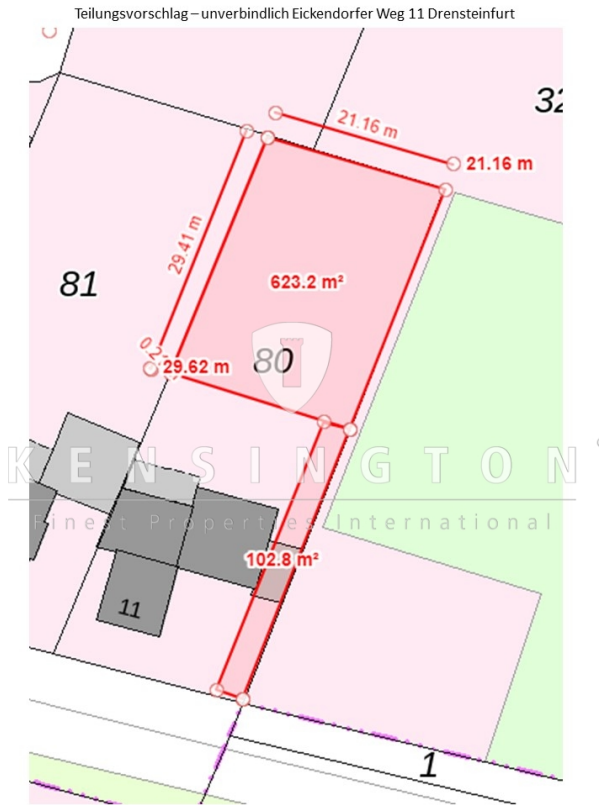 Teilungsvorschlag – unverbindlich Eickendorfer Weg 11 Drensteinfurt
32
21.16 m
21.16 m
29.41 m
81
623.2 m²
29.62 m
80
KENSINGTON
Finest Properties International
102.8 m²
11
1